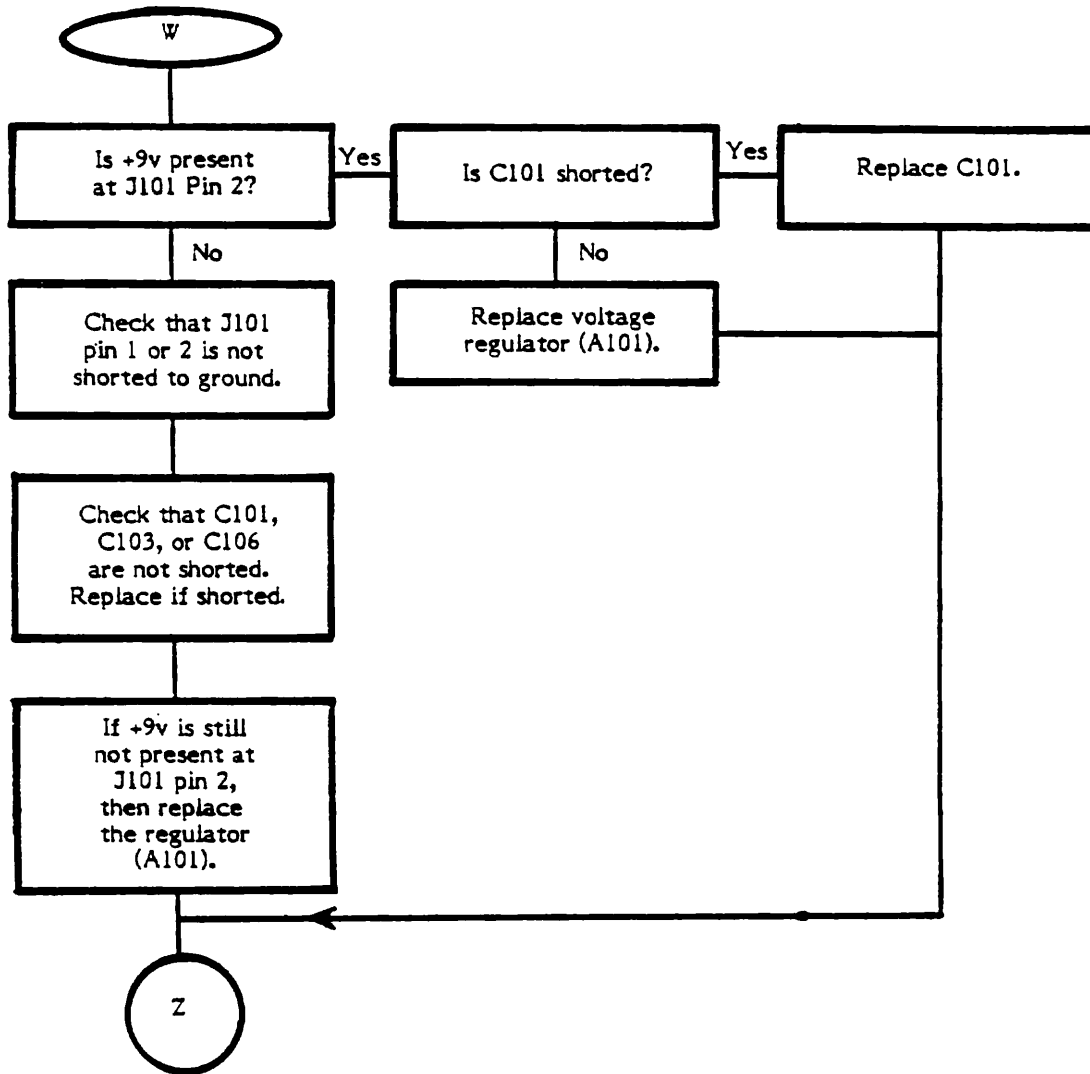 W
Is +9v present
at J101 Pin 2?
Yes
Is C101 shorted?
Yes
Replace C101.
No
No
Check that J101
pin 1 or 2 is not
shorted to ground.
Replace voltage
regulator (A101).
Check that C101,
C103, or C106
are not shorted.
Replace if shorted.
If +9v is still
not present at
J101 pin 2,
then replace
the regulator
(A101).
Z